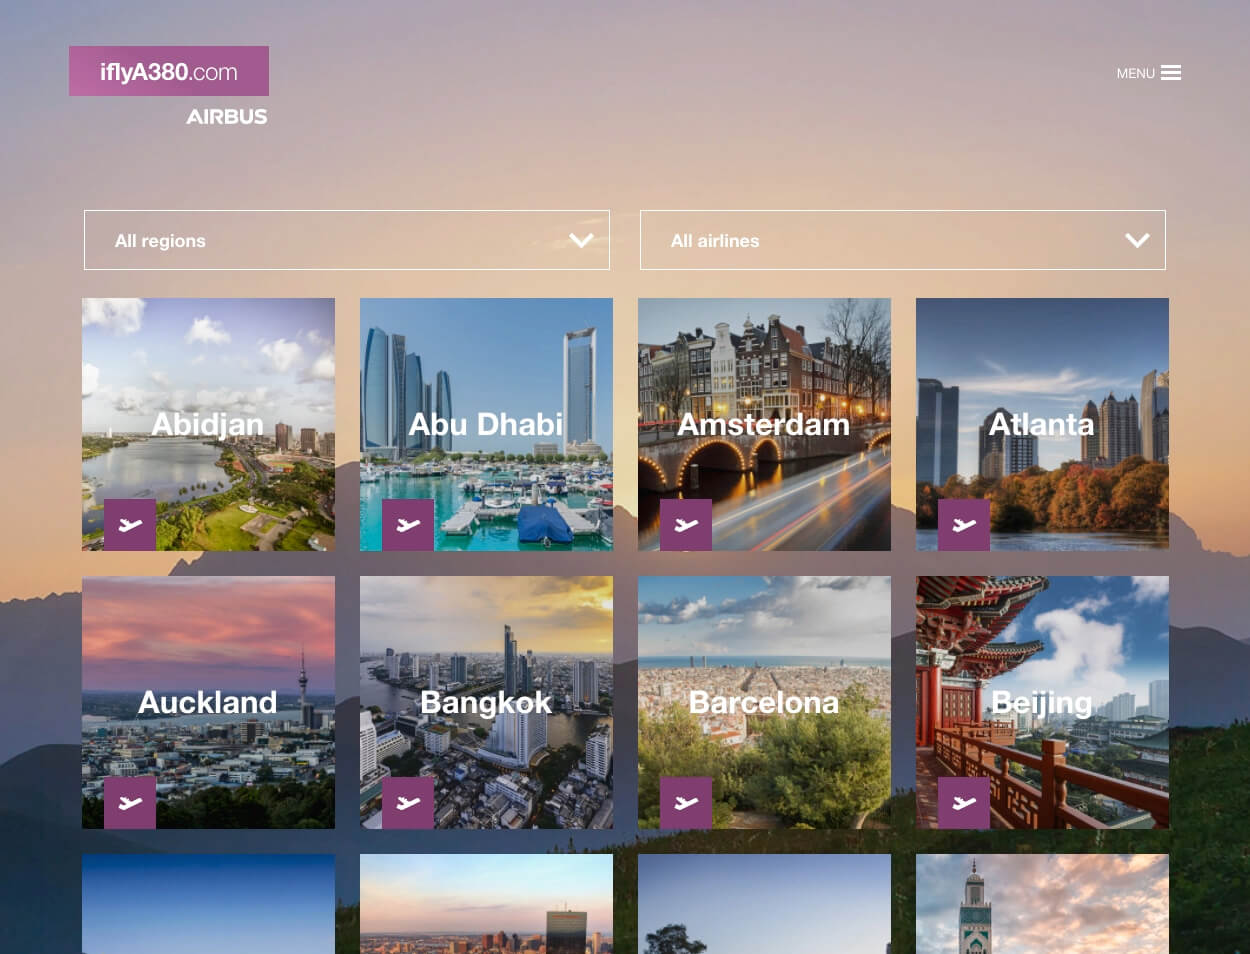 iflyA380.com
MENU
AIRBUS
All regions
All airlines
Abidjan
Abu Dhabi
Amsterdam
Atlanta
Auckland
Bangkok
Barcelona
Beijing